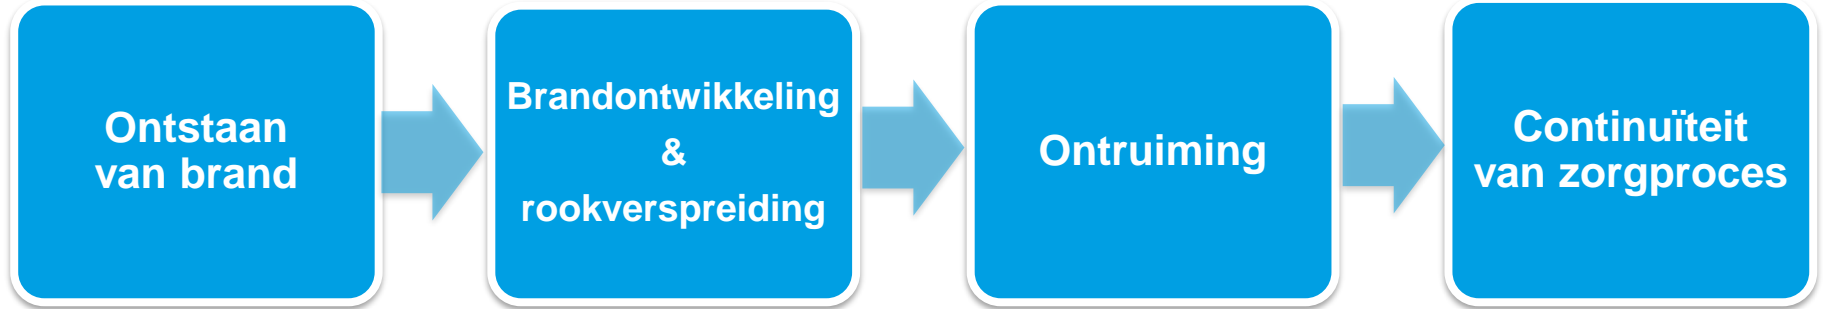 Ontstaan
van brand
Brandontwikkeling
&
rookverspreiding
Ontruiming
Continuïteit
van zorgproces